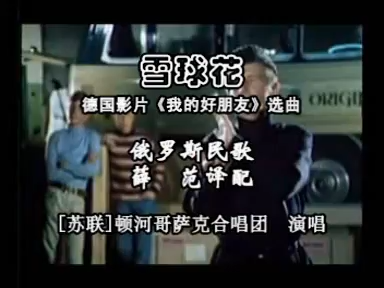 雪球花
德国影片《我的好朋友》选曲
俄罗斯民歌
薛 范译配
[苏联]顿河哥萨克合唱团 演唱
ORIGIN